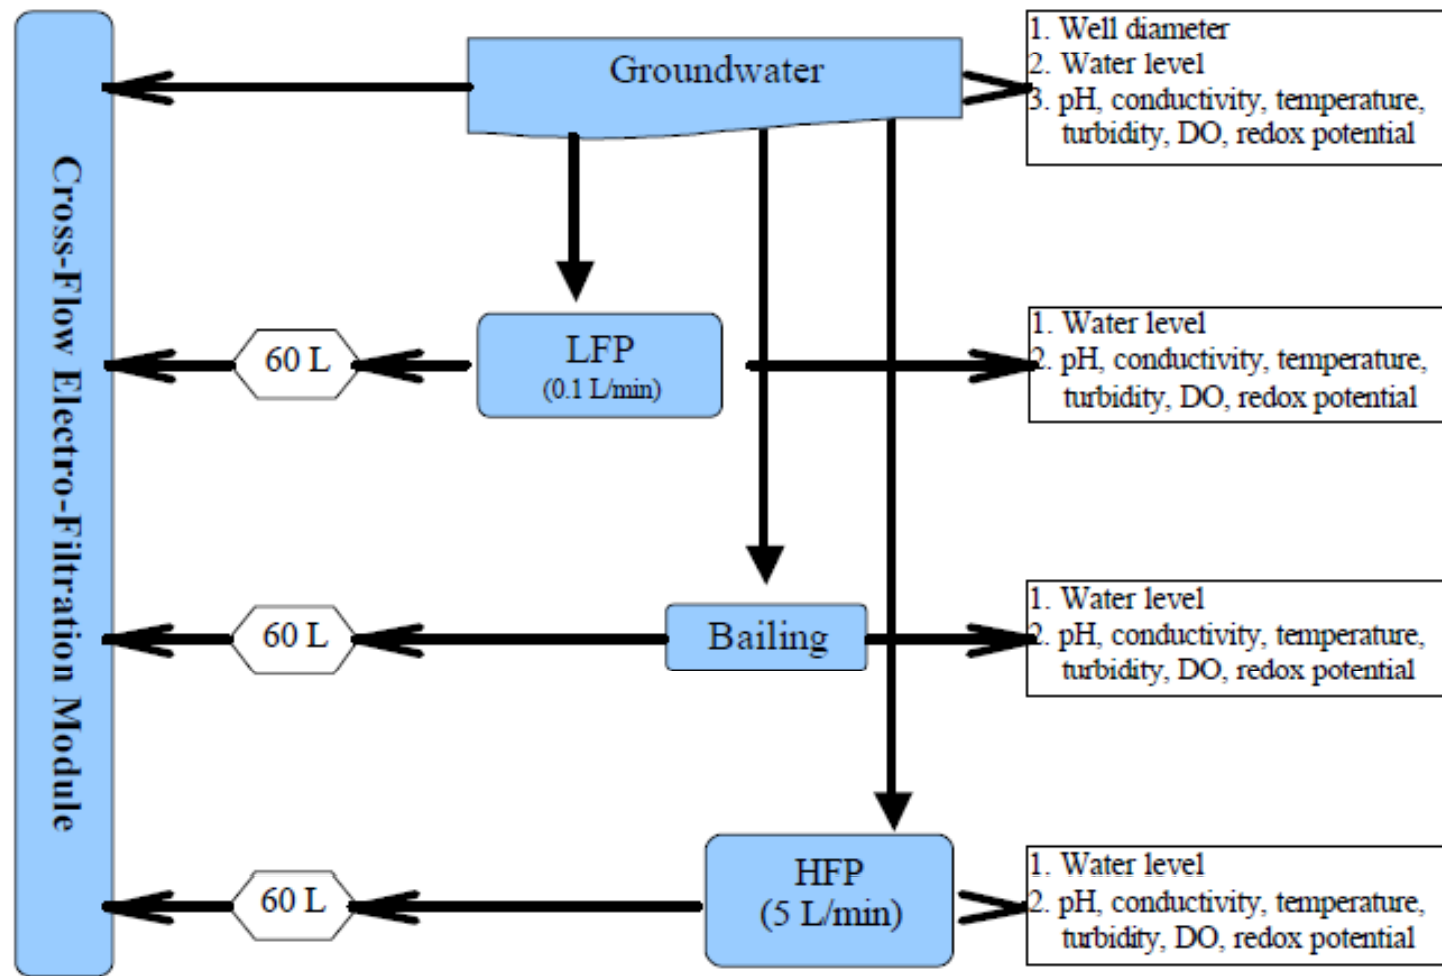 Cross-Flow Electro-Filtration Module
Groundwater
1. Well diameter
2. Water level
3. pH, conductivity, temperature,
turbidity, DO, redox potential
60 L
LFP
(0.1 L/min)
1. Water level
2. pH, conductivity, temperature,
turbidity, DO, redox potential
60 L
Bailing
1. Water level
2. pH, conductivity, temperature,
turbidity, DO, redox potential
60 L
HFP
(5 L/min)
1. Water level
2. pH, conductivity, temperature,
turbidity, DO, redox potential